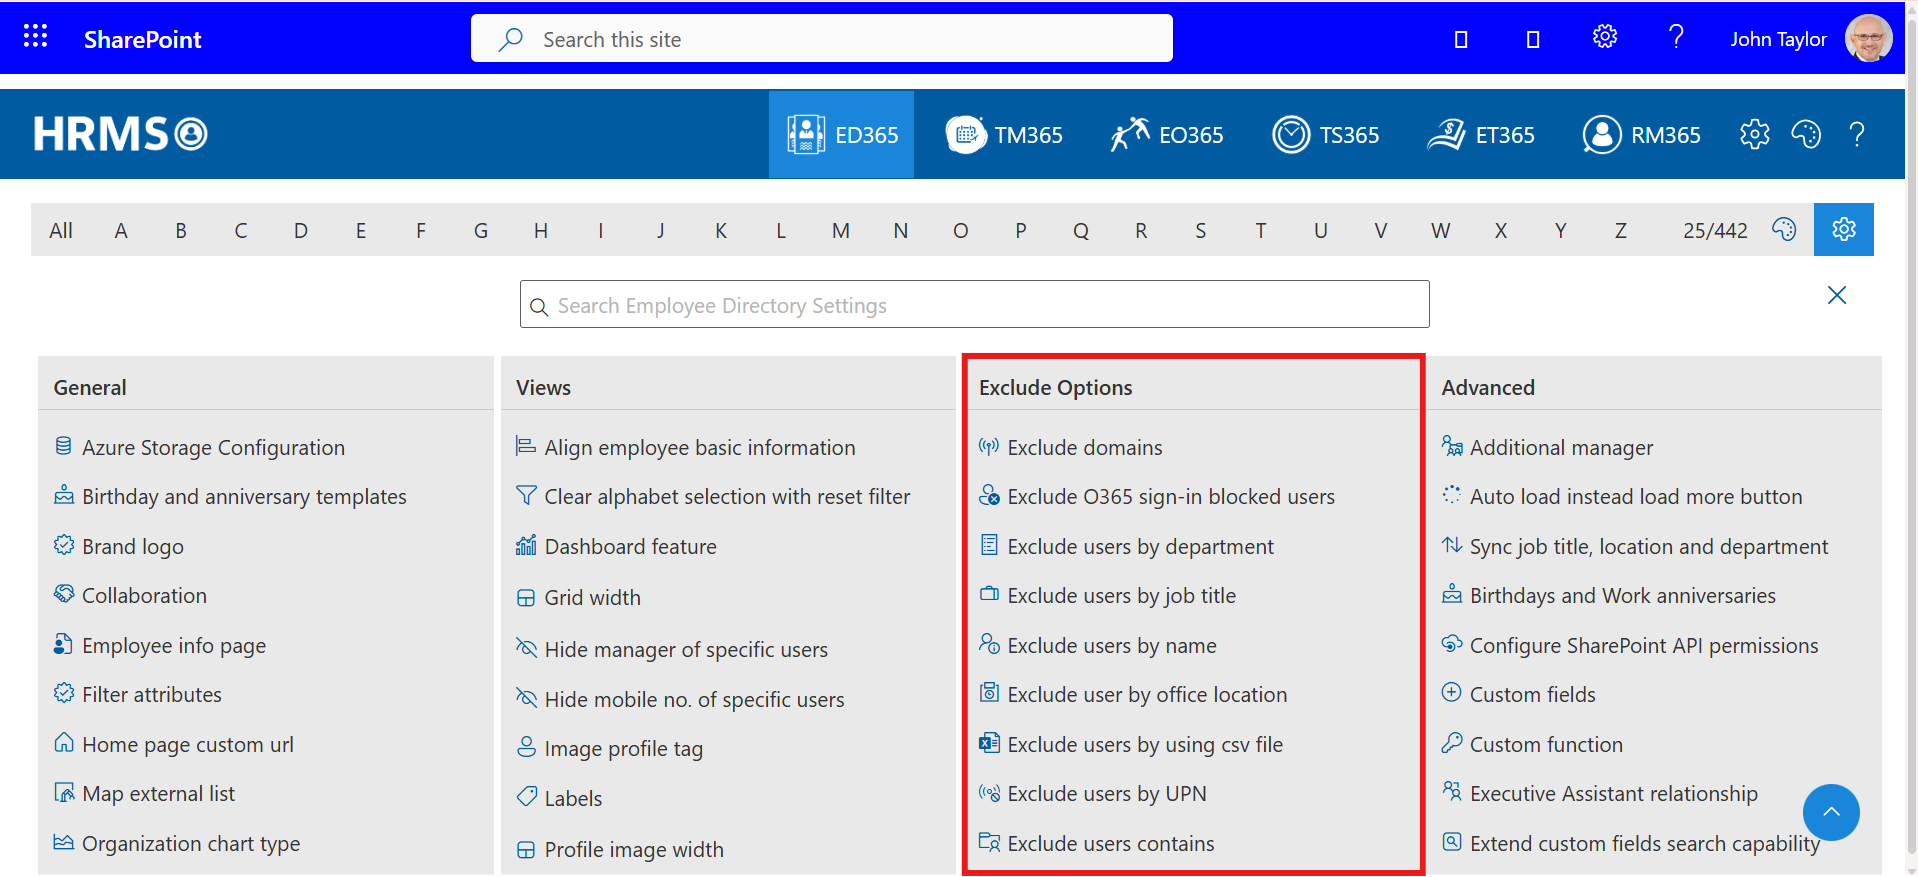 SharePoint
Search this site
John Taylor
HRMS
ED365
TM365
EO365
TS365
ET365
RM365
All A B C D E F G H I J K L M N O P Q R S T U V W X Y Z 25/442
Search Employee Directory Settings
General
Azure Storage Configuration
Birthday and anniversary templates
Brand logo
Collaboration
Employee info page
Filter attributes
Home page custom url
Map external list
Organization chart type
Views
Align employee basic information
Clear alphabet selection with reset filter
Dashboard feature
Grid width
Hide manager of specific users
Hide mobile no. of specific users
Image profile tag
Labels
Profile image width
Exclude Options
Exclude domains
Exclude O365 sign-in blocked users
Exclude users by department
Exclude users by job title
Exclude users by name
Exclude user by office location
Exclude users by using csv file
Exclude users by UPN
Exclude users contains
Advanced
Additional manager
Auto load instead load more button
Sync job title, location and department
Birthdays and Work anniversaries
Configure SharePoint API permissions
Custom fields
Custom function
Executive Assistant relationship
Extend custom fields search capability